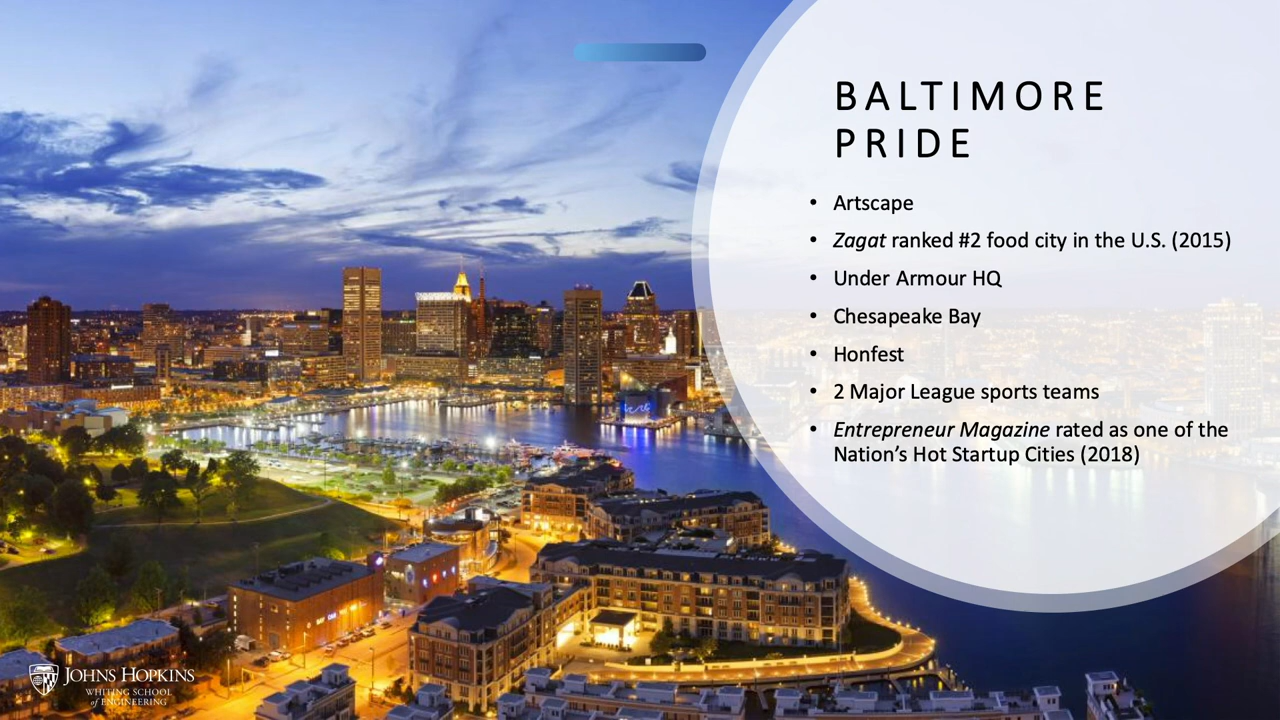 BALTIMORE
PRIDE
• Artscape
• Zagat ranked #2 food city in the U.S. (2015)
• Under Armour HQ
• Chesapeake Bay
• Honfest
• 2 Major League sports teams
• Entrepreneur Magazine rated as one of the
Nation’s Hot Startup Cities (2018)
JOHNS HOPKINS
WHITING SCHOOL
of ENGINEERING